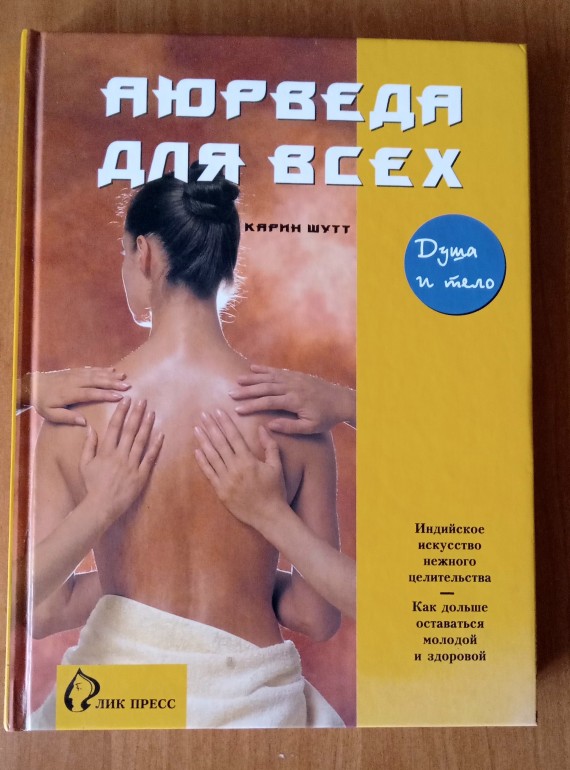 АЮРВЕДА
ДЛЯ ВСЕХ
КАРИН ШУТТ
Душа
и тело
Индийское
искусство
нежного
целительства
—
Как дольше
оставаться
молодой
и здоровой
ЛИК ПРЕСС